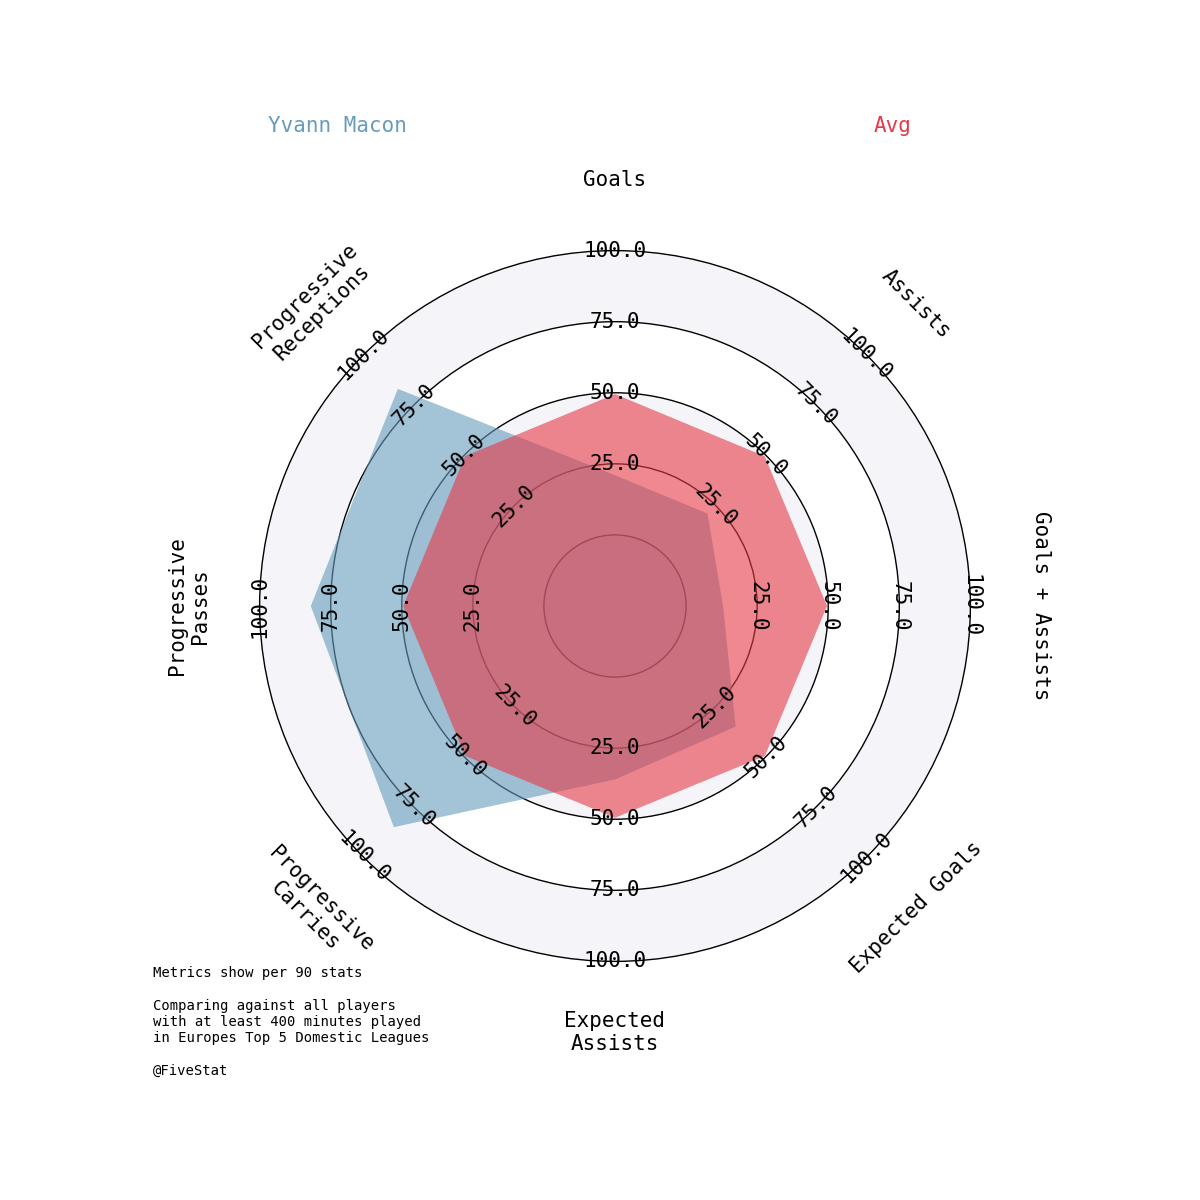 Yvann Macon
Avg
Goals
Assists
Goals + Assists
Expected Goals
Expected
Assists
Progressive
Carries
Progressive
Passes
Progressive
Receptions
25.0
50.0
75.0
100.0
25.0
50.0
75.0
100.0
25.0
50.0
75.0
100.0
25.0
50.0
75.0
100.0
25.0
50.0
75.0
100.0
25.0
50.0
75.0
100.0
25.0
50.0
75.0
100.0
25.0
50.0
75.0
100.0
Metrics show per 90 stats
Comparing against all players
with at least 400 minutes played
in Europes Top 5 Domestic Leagues
@FiveStat